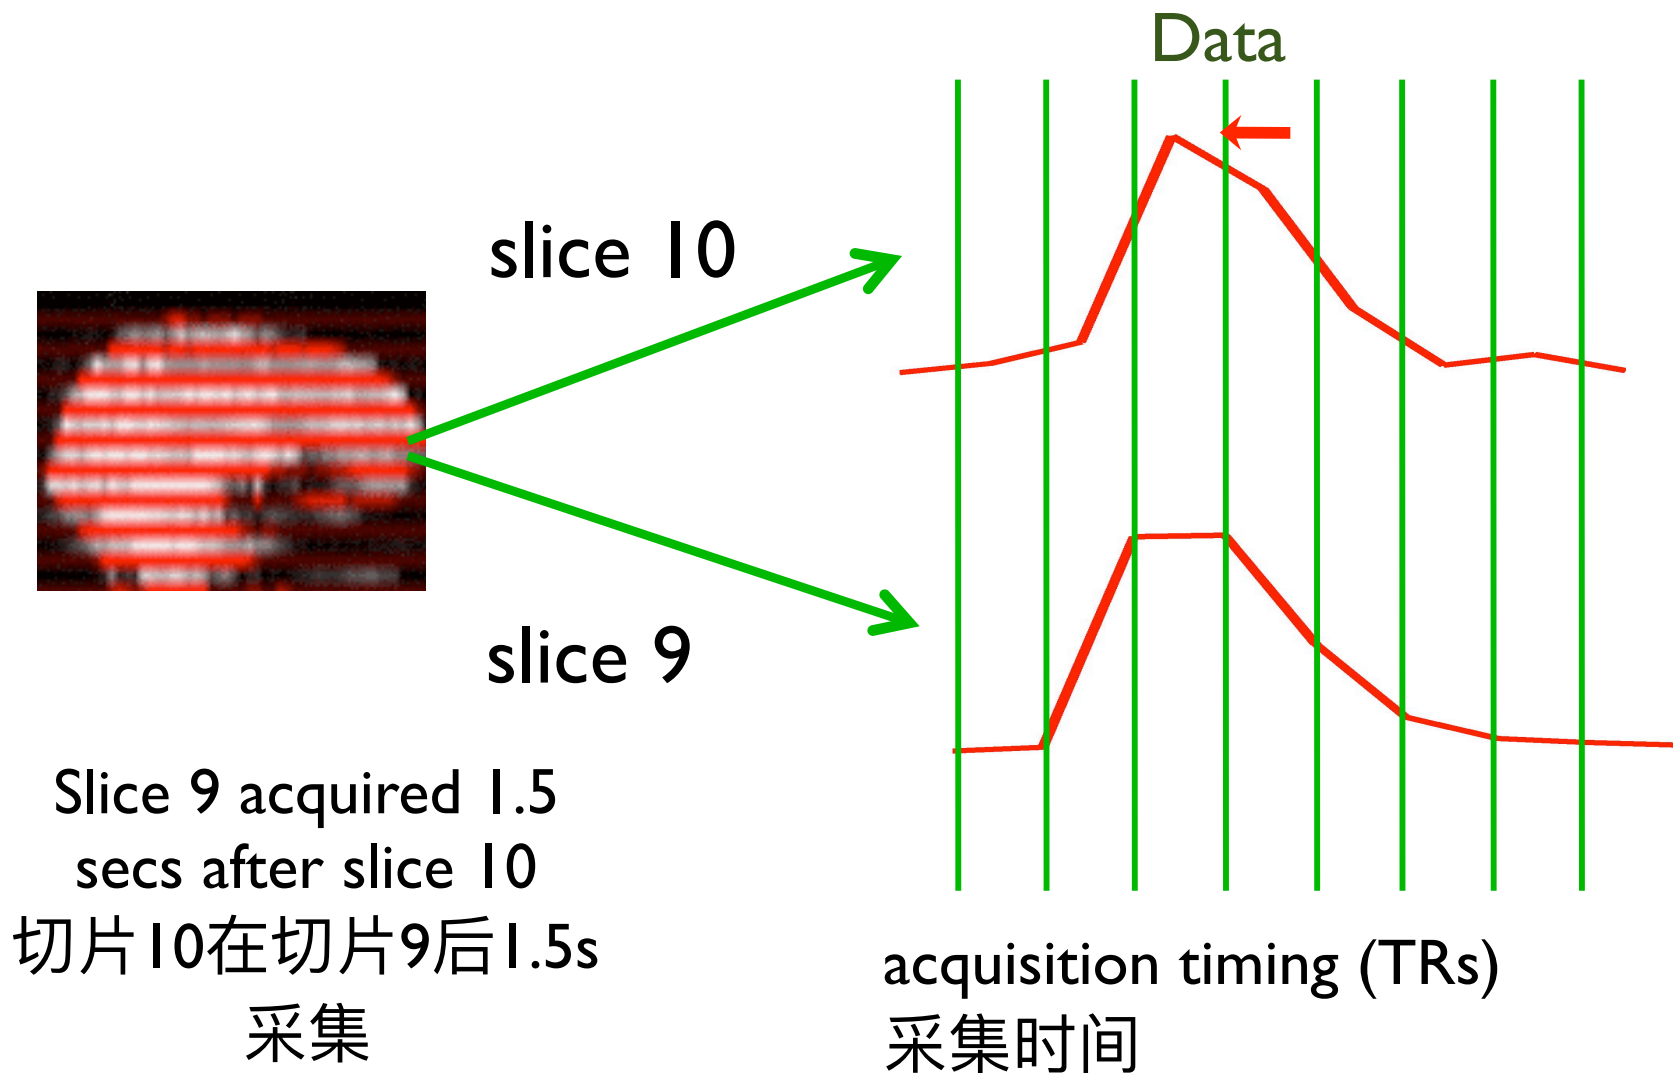 Data
slice 10
slice 9
Slice 9 acquired 1.5
secs after slice 10
切片10在切片9后1.5s
采集
acquisition timing (TRs)
采集时间